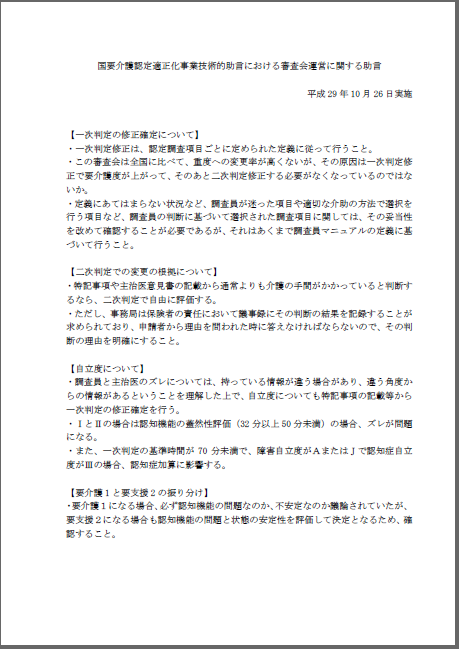 国要介護認定適正化事業技術的助言における審査会運営に関する助言
平成29年10月26日実施
【一次判定の修正確定について】
・一次判定修正は、認定調査項目ごとに定められた定義に従って行うこと。
・この審査会は全国に比べて、重度への変更率が高くないが、その原因は一次判定修
正で要介護度が上がって、そのあと二次判定修正する必要がなくなっているのではな
いか。
・定義にあてはまらない状況など、調査員が迷った項目や適切な介助の方法で選択を
行う項目など、調査員の判断に基づいて選択された調査項目に関しては、その妥当性
を改めて確認することが必要であるが、それはあくまで調査員マニュアルの定義に基
づいて行うこと。
【二次判定での変更の根拠について】
・特記事項や主治医意見書の記載から通常よりも介護の手間がかかっていると判断す
るなら、二次判定で自由に評価する。
・ただし、事務局は保険者の責任において議事録にその判断の結果を記録することが
求められており、申請者から理由を問われた時に答えなければならないので、その判
断の理由を明確にすること。
【自立度について】
・調査員と主治医のズレについては、持っている情報が違う場合があり、違う角度か
らの情報があるということを理解した上で、自立度についても特記事項の記載等から
一次判定の修正確定を行う。
・ⅠとⅡの場合は認知機能の蓋然性評価（32分以上50分未満）の場合、ズレが問題
になる。
・また、一次判定の基準時間が 70 分未満で、障害自立度がAまたはJで認知症自立
度がⅢの場合、認知症加算に影響する。
【要介護１と要支援２の振り分け】
・要介護１になる場合、必ず認知機能の問題なのか、不安定なのか議論されていたが、
要支援２になる場合も認知機能の問題と状態の安定性を評価して決定となるため、確
認すること。